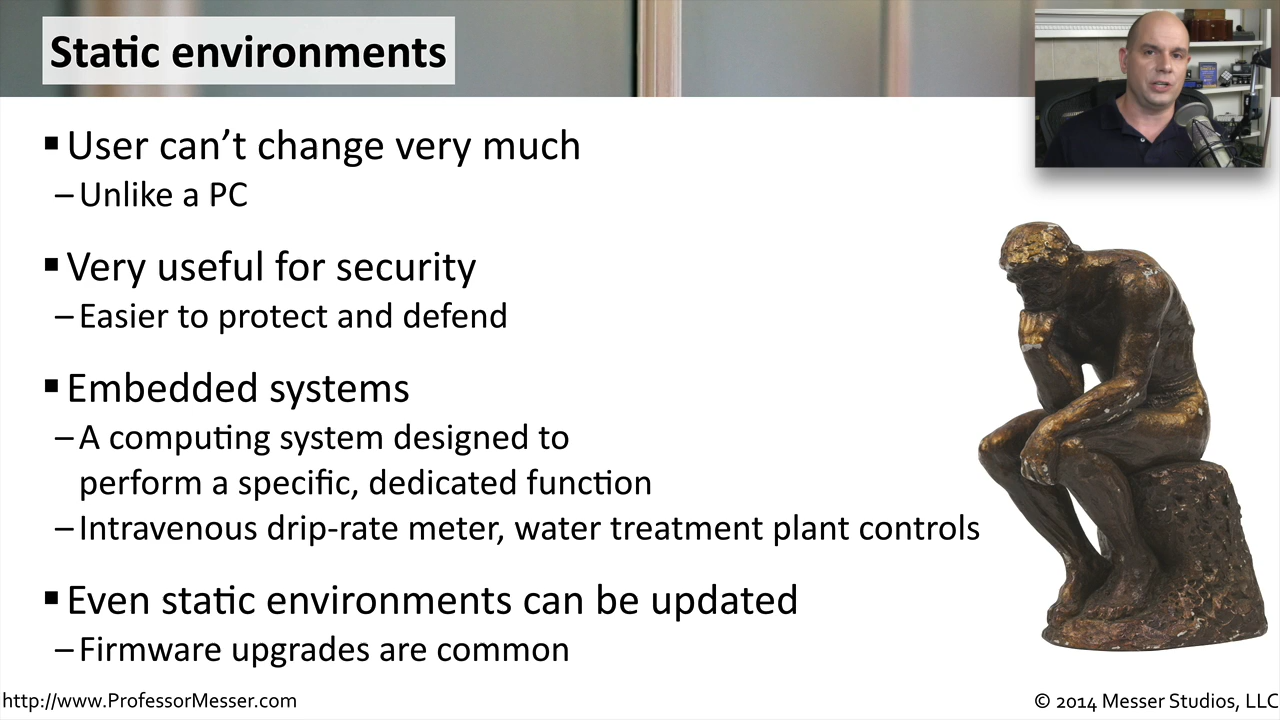 Static environments
▪ User can’t change very much
– Unlike a PC
▪ Very useful for security
– Easier to protect and defend
▪ Embedded systems
– A computing system designed to
perform a specific, dedicated function
– Intravenous drip-rate meter, water treatment plant controls
▪ Even static environments can be updated
– Firmware upgrades are common
http://www.ProfessorMesser.com
© 2014 Messer Studios, LLC